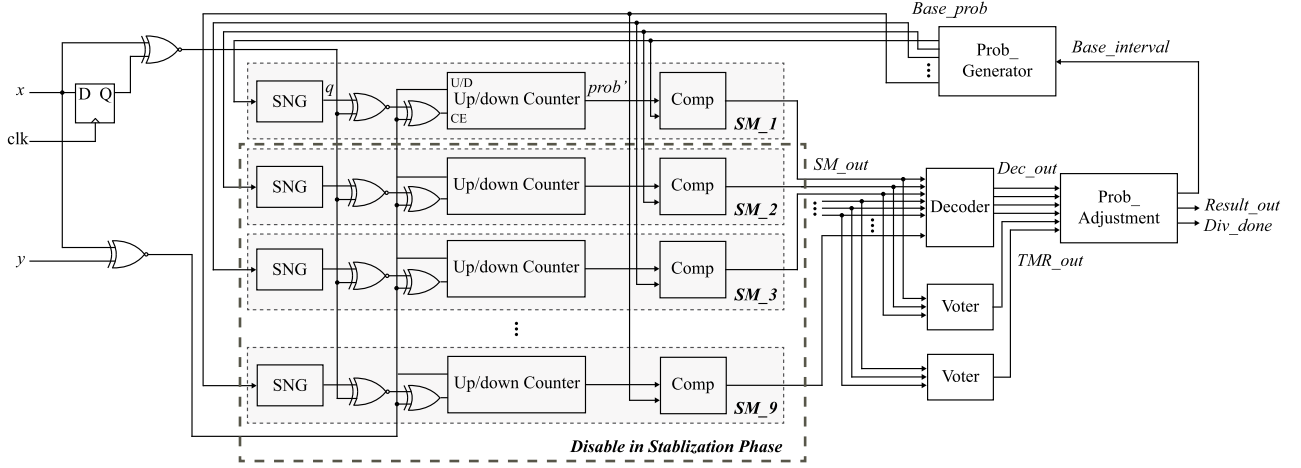 Base_prob
Base_interval
Prob_
Generator
x
D Q
clk
y
SNG
q
U/D
Up/down Counter
CE
prob'
Comp
SM_1
SNG
Up/down Counter
Comp
SM_2
SNG
Up/down Counter
Comp
SM_3
SNG
Up/down Counter
Comp
SM_9
Disable in Stablization Phase
SM_out
Decoder
Dec_out
Prob_
Adjustment
Result_out
Div_done
TMR_out
Voter
Voter